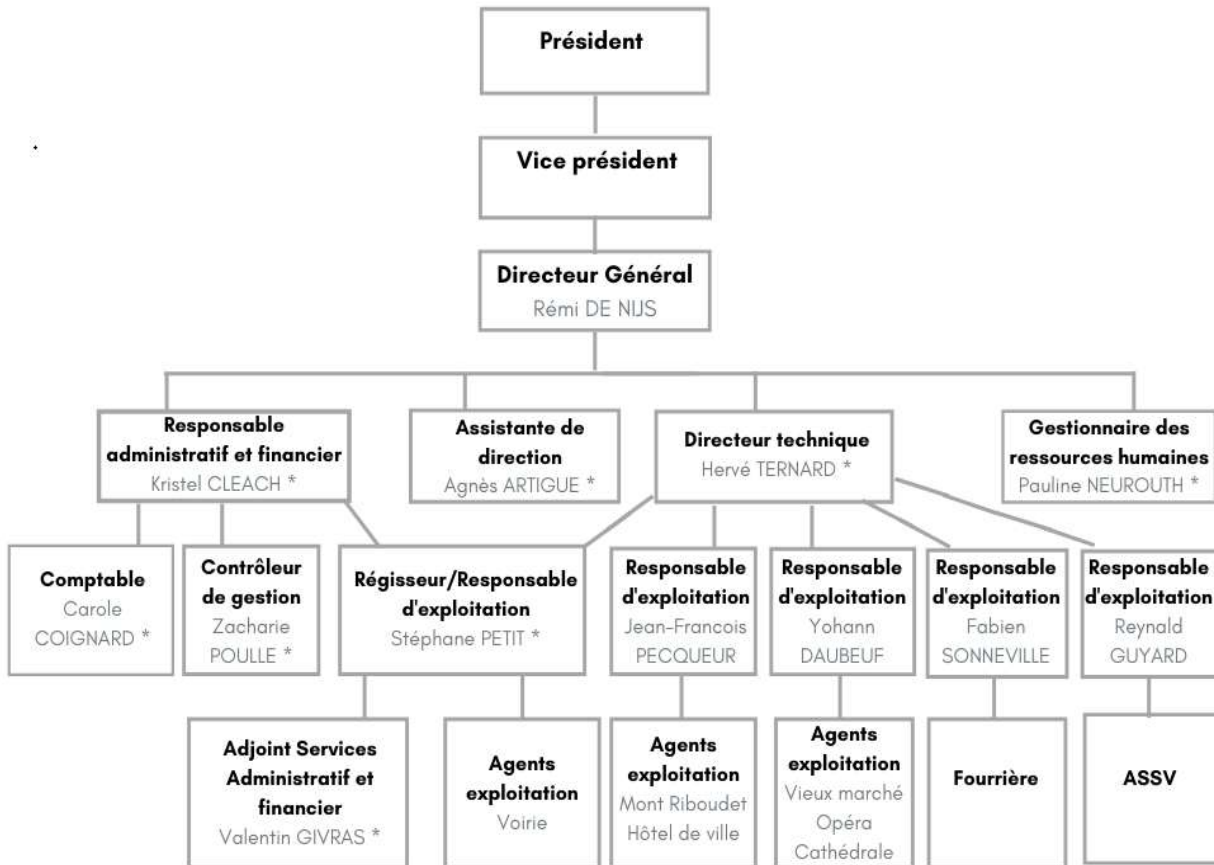 Président
Vice président
Directeur Général
Rémi DE NIJS
Responsable
administratif et financier
Kristel CLEACH *
Assistante de
direction
Agnès ARTIGUE *
Directeur technique
Hervé TERNARD *
Gestionnaire des
ressources humaines
Pauline NEUROUTH *
Comptable
Carole
COIGNARD *
Contrôleur
de gestion
Zacharie
POULLE *
Régisseur/Responsable
d'exploitation
Stéphane PETIT *
Responsable
d'exploitation
Jean-Francois
PECQUEUR
Responsable
d'exploitation
Yohann
DAUBEUF
Responsable
d'exploitation
Fabien
SONNEVILLE
Responsable
d'exploitation
Reynald
GUYARD
Adjoint Services
Administratif et
financier
Valentin GIVRAS *
Agents
exploitation
Voirie
Agents
exploitation
Mont Riboudet
Hôtel de ville
Agents
exploitation
Vieux marché
Opéra
Cathédrale
Fourrière
ASSV